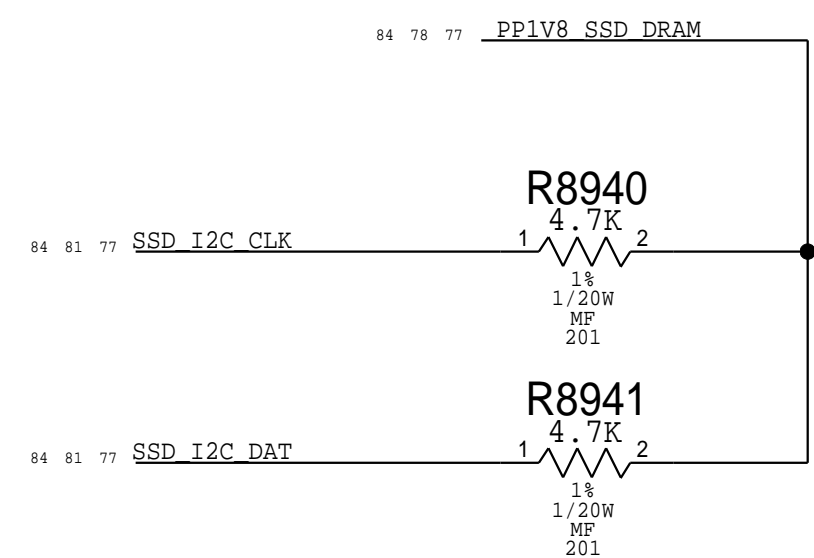 84 78 77 PP1V8_SSD_DRAM
R8940
4.7K
84 81 77 SSD_I2C_CLK 1 2
1%
1/20W
MF
201
R8941
4.7K
84 81 77 SSD_I2C_DAT 1 2
1%
1/20W
MF
201